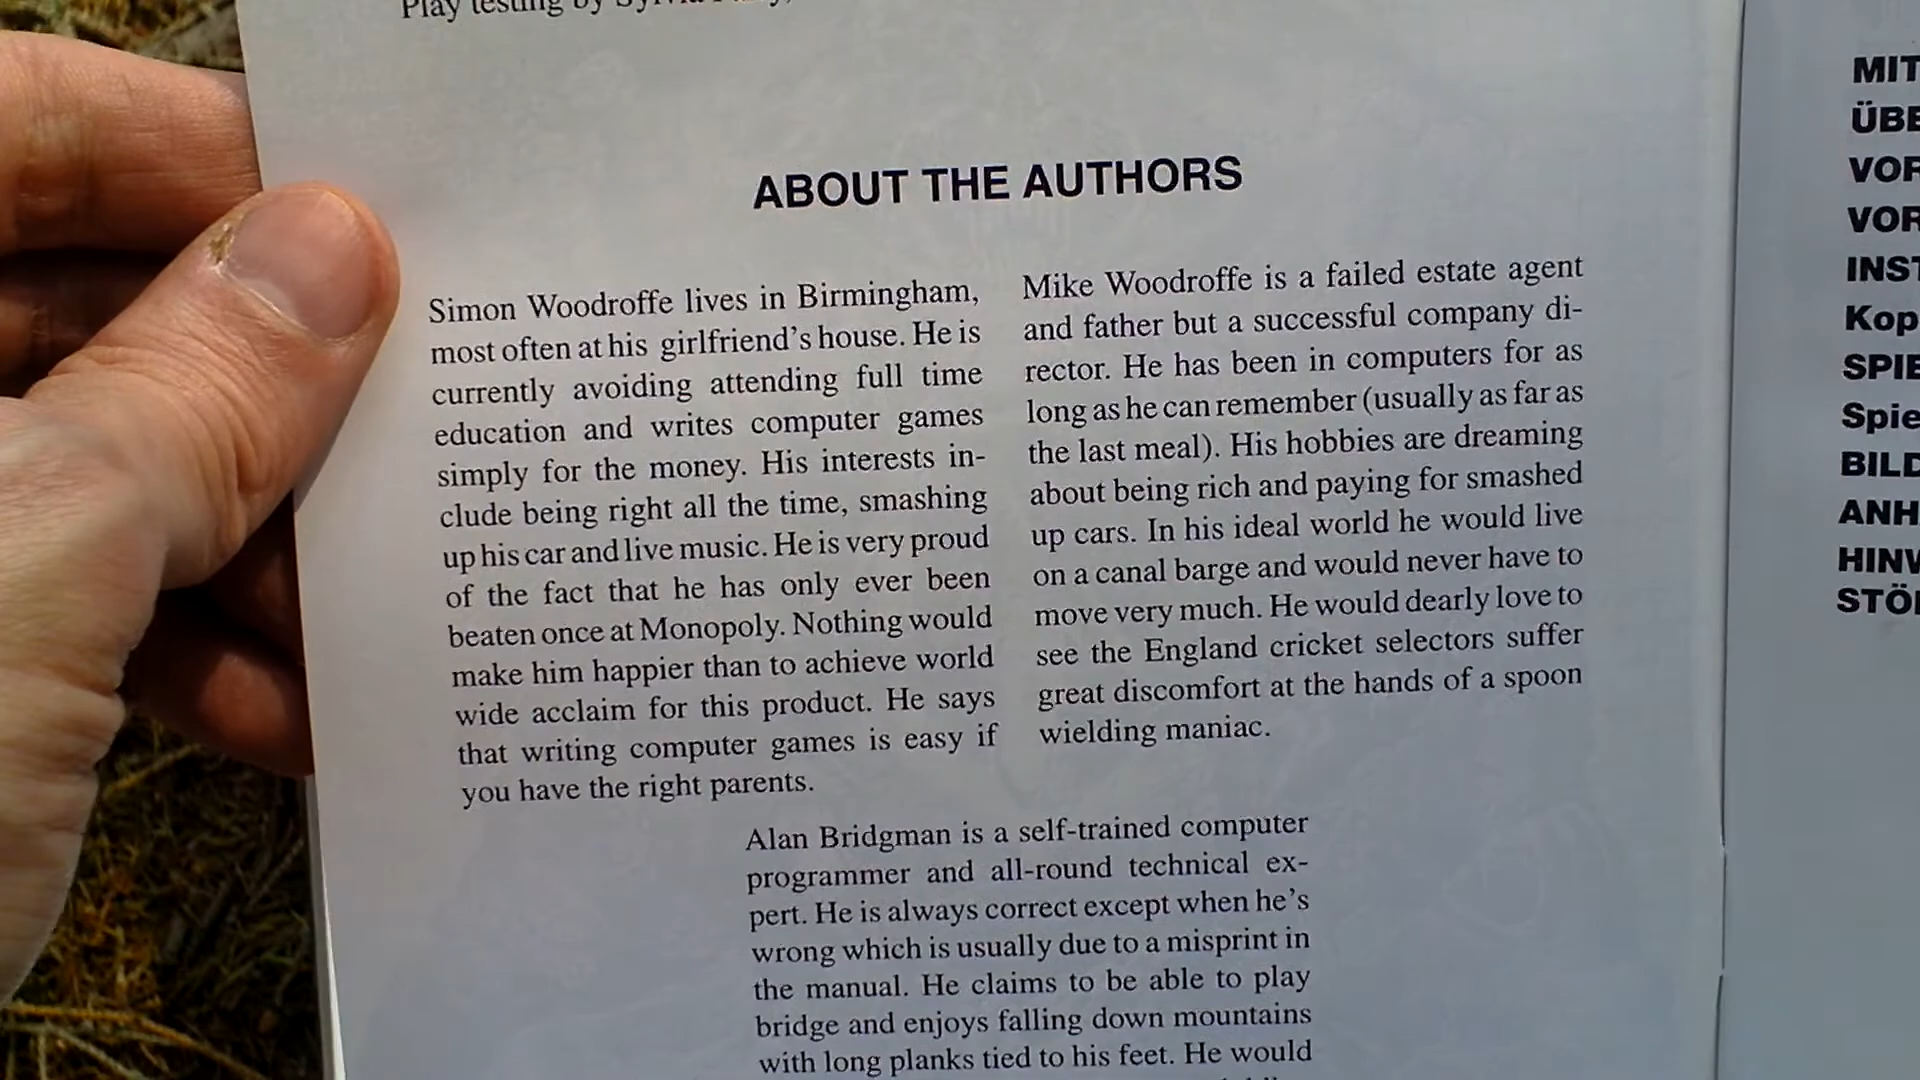 Play testing by
ABOUT THE AUTHORS
Simon Woodroffe lives in Birmingham,
most often at his girlfriend's house. He is
currently avoiding attending full time
education and writes computer games
simply for the money. His interests in-
clude being right all the time, smashing
up his car and live music. He is very proud
of the fact that he has only ever been
beaten once at Monopoly. Nothing would
make him happier than to achieve world
wide acclaim for this product. He says
that writing computer games is easy if
you have the right parents.
Mike Woodroffe is a failed estate agent
and father but a successful company di-
rector. He has been in computers for as
long as he can remember (usually as far as
the last meal). His hobbies are dreaming
about being rich and paying for smashed
up cars. In his ideal world he would live
on a canal barge and would never have to
move very much. He would dearly love to
see the England cricket selectors suffer
great discomfort at the hands of a spoon
wielding maniac.
Alan Bridgman is a self-trained computer
programmer and all-round technical ex-
pert. He is always correct except when he's
wrong which is usually due to a misprint in
the manual. He claims to be able to play
bridge and enjoys falling down mountains
with long planks tied to his feet. He would
MIT
ÜBE
VOR
VOR
INST
Kop
SPIE
Spie
BILD
ANH
HINW
STÖ